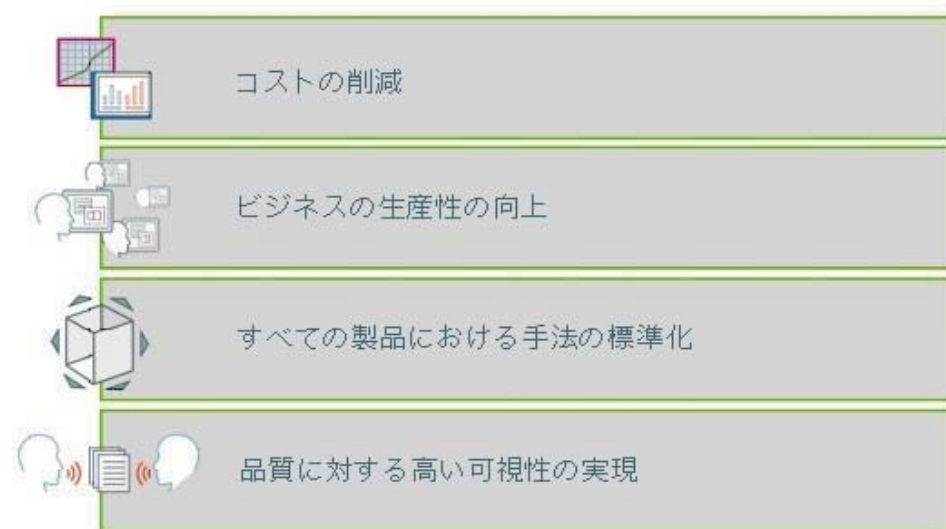 コストの削減
ビジネスの生産性の向上
すべての製品における手法の標準化
品質に対する高い可視性の実現